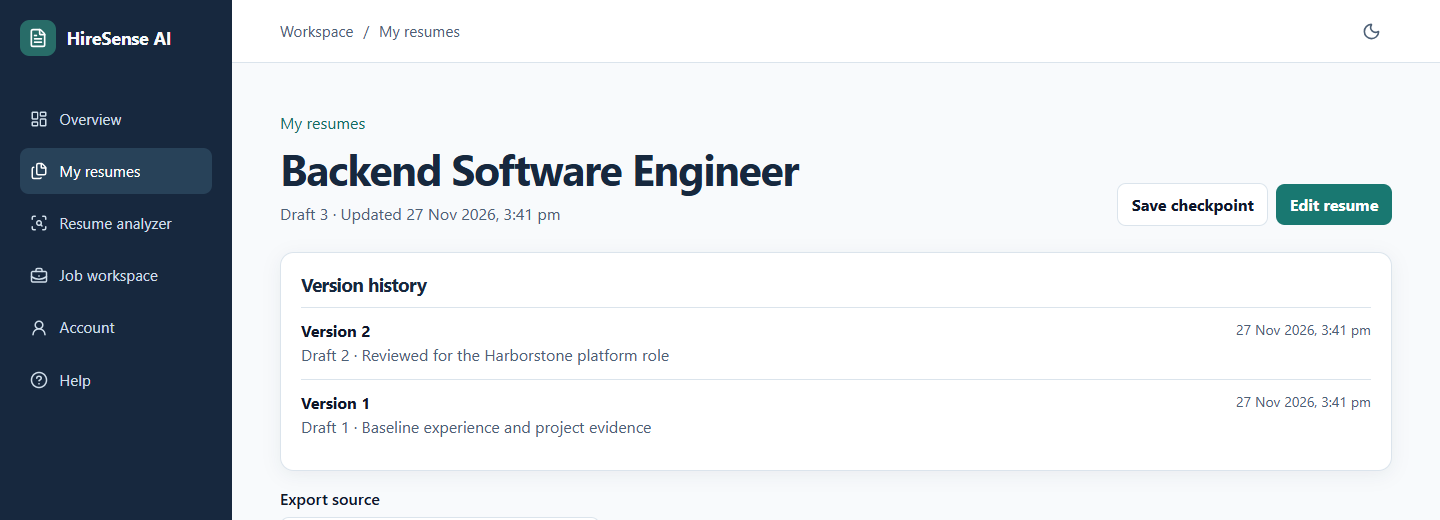 HireSense AI
Overview
My resumes
Resume analyzer
Job workspace
Account
Help
Workspace / My resumes
My resumes
Backend Software Engineer
Draft 3 · Updated 27 Nov 2026, 3:41 pm
Save checkpoint
Edit resume
Version history
Version 2
27 Nov 2026, 3:41 pm
Draft 2 · Reviewed for the Harborstone platform role
Version 1
27 Nov 2026, 3:41 pm
Draft 1 · Baseline experience and project evidence
Export source